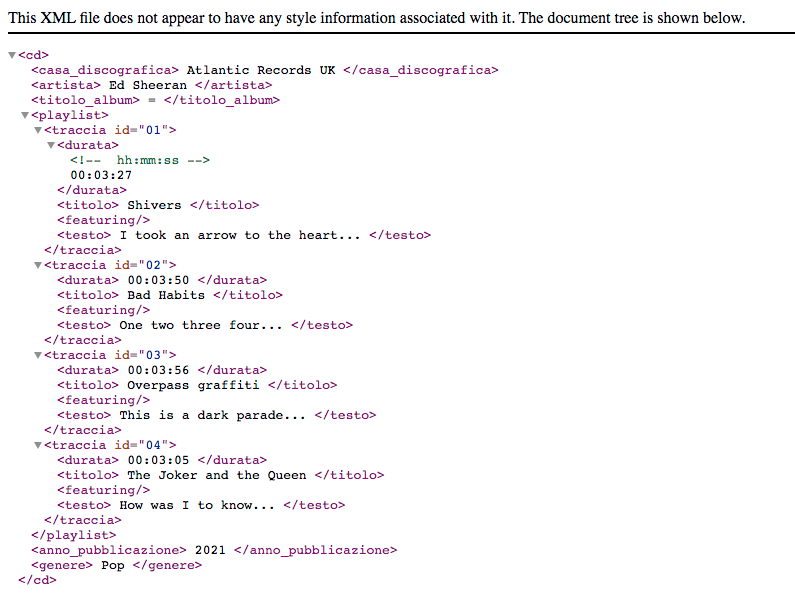 This XML file does not appear to have any style information associated with it. The document tree is shown below.
▼<cd>
<casa_discografica> Atlantic Records UK </casa_discografica>
<artista> Ed Sheeran </artista>
<titolo_album> = </titolo_album>
▼<playlist>
▼<traccia id="01">
▼<durata>
<!-- hh:mm:ss -->
00:03:27
</durata>
<titolo> Shivers </titolo>
<featuring/>
<testo> I took an arrow to the heart... </testo>
</traccia>
▼<traccia id="02">
<durata> 00:03:50 </durata>
<titolo> Bad Habits </titolo>
<featuring/>
<testo> One two three four... </testo>
</traccia>
▼<traccia id="03">
<durata> 00:03:56 </durata>
<titolo> Overpass graffiti </titolo>
<featuring/>
<testo> This is a dark parade... </testo>
</traccia>
▼<traccia id="04">
<durata> 00:03:05 </durata>
<titolo> The Joker and the Queen </titolo>
<featuring/>
<testo> How was I to know... </testo>
</traccia>
</playlist>
<anno_pubblicazione> 2021 </anno_pubblicazione>
<genere> Pop </genere>
</cd>